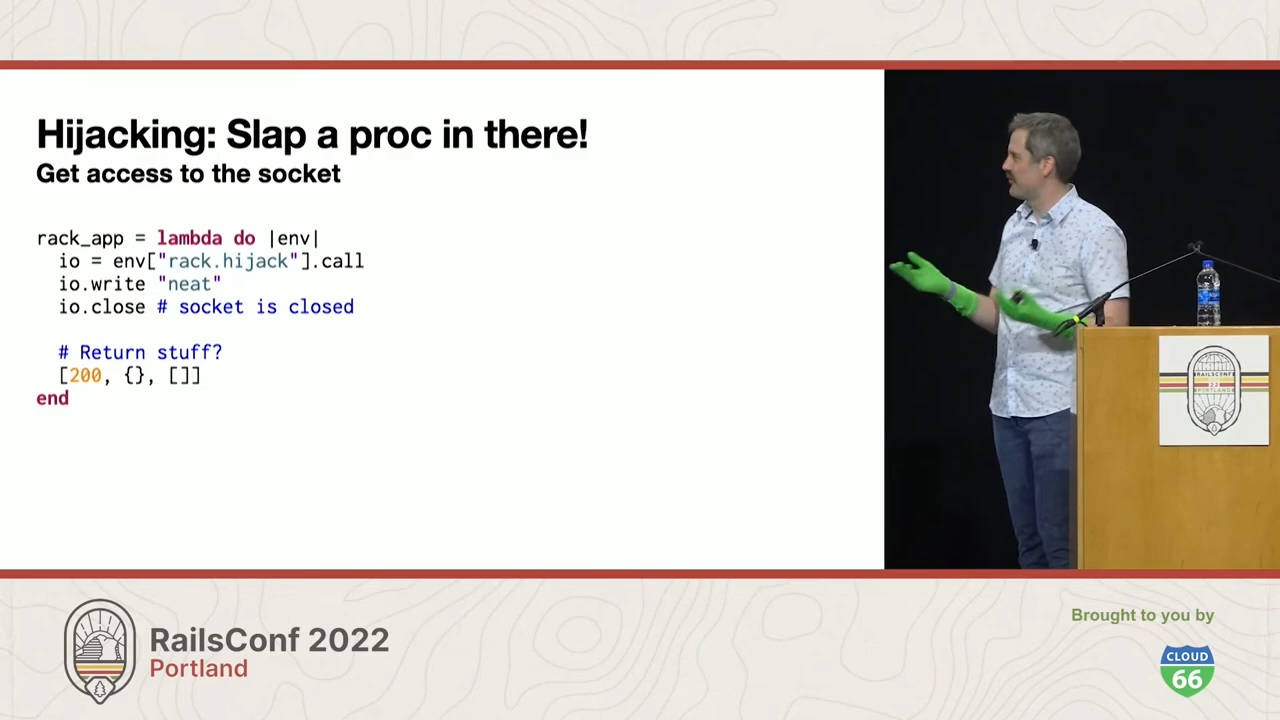 Hijacking: Slap a proc in there!
Get access to the socket
rack_app = lambda do |env|
  io = env["rack.hijack"].call
  io.write "neat"
  io.close # socket is closed
  # Return stuff?
  [200, {}, []]
end
RAILSCONF
PORTLAND
RailsConf 2022
Portland
Brought to you by
CLOUD
66